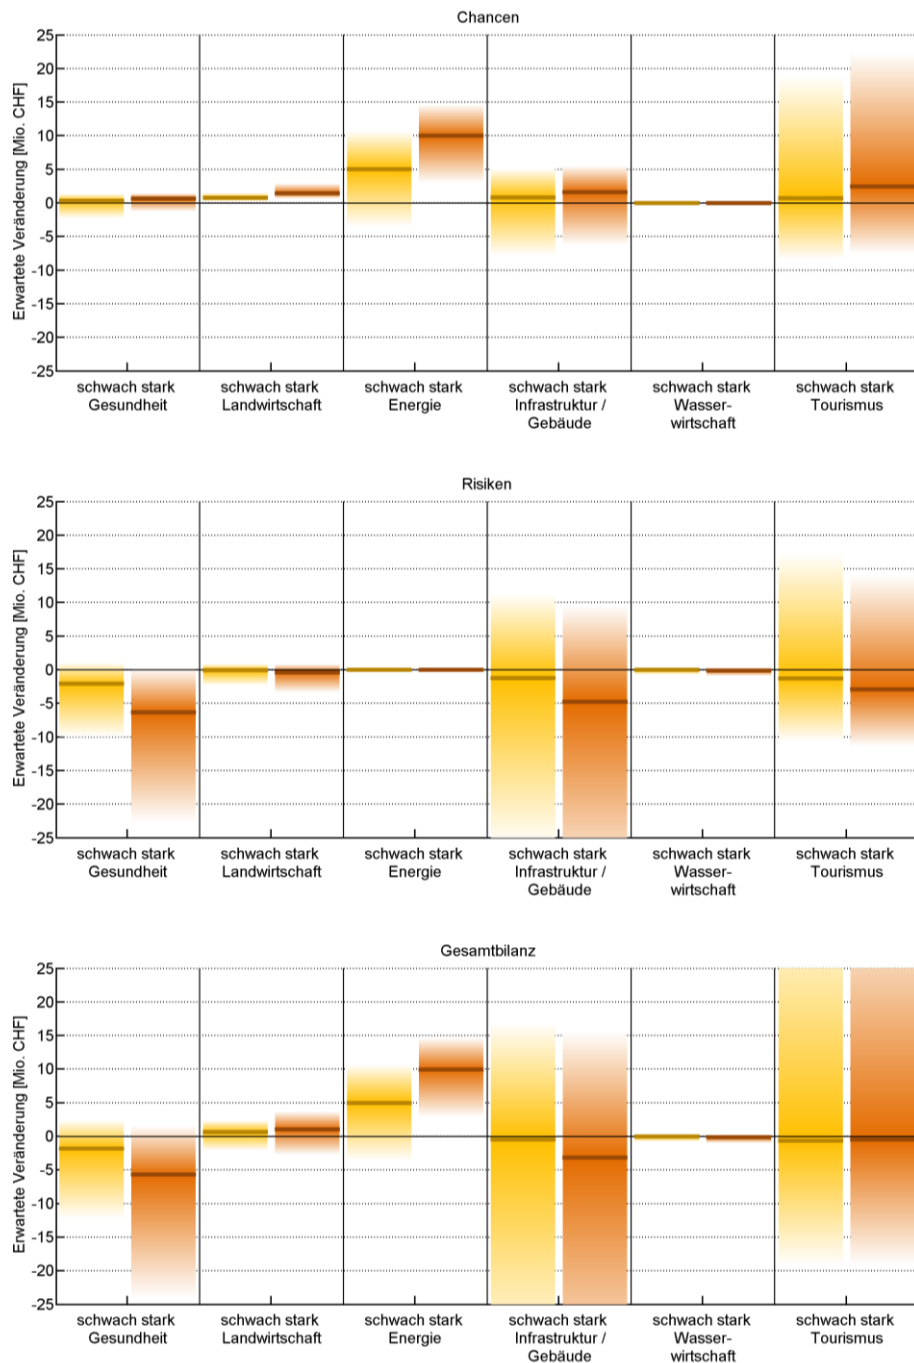 Chancen
Erwartete Veränderung [Mio. CHF]
25
20
15
10
5
0
-5
-10
-15
-20
-25
schwach stark schwach stark schwach stark schwach stark schwach stark schwach stark
Gesundheit Landwirtschaft Energie Infrastruktur / Wasser- Tourismus
Gebäude wirtschaft
Risiken
Erwartete Veränderung [Mio. CHF]
25
20
15
10
5
0
-5
-10
-15
-20
-25
schwach stark schwach stark schwach stark schwach stark schwach stark schwach stark
Gesundheit Landwirtschaft Energie Infrastruktur / Wasser- Tourismus
Gebäude wirtschaft
Gesamtbilanz
Erwartete Veränderung [Mio. CHF]
25
20
15
10
5
0
-5
-10
-15
-20
-25
schwach stark schwach stark schwach stark schwach stark schwach stark schwach stark
Gesundheit Landwirtschaft Energie Infrastruktur / Wasser- Tourismus
Gebäude wirtschaft